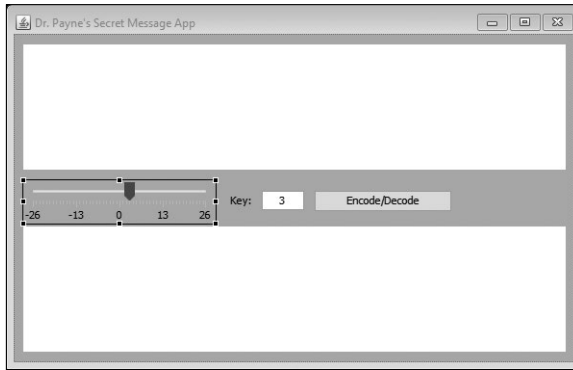 Dr. Payne's Secret Message App
Key: 3 Encode/Decode
-26 -13 0 13 26